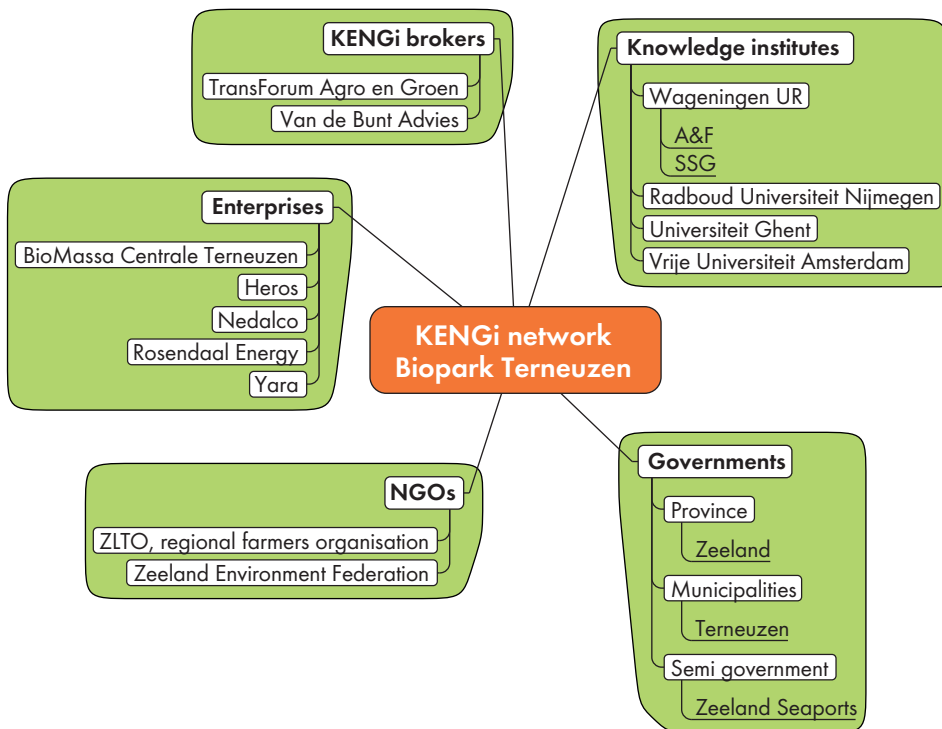 KENGi brokers
TransForum Agro en Groen
Van de Bunt Advies
Knowledge institutes
Wageningen UR
A&F
SSG
Radboud Universiteit Nijmegen
Universiteit Ghent
Vrije Universiteit Amsterdam
Enterprises
BioMassa Centrale Terneuzen
Heros
Nedalco
Rosendaal Energy
Yara
KENGi network
Biopark Terneuzen
NGOs
ZLTO, regional farmers organisation
Zeeland Environment Federation
Governments
Province
Zeeland
Municipalities
Terneuzen
Semi government
Zeeland Seaports